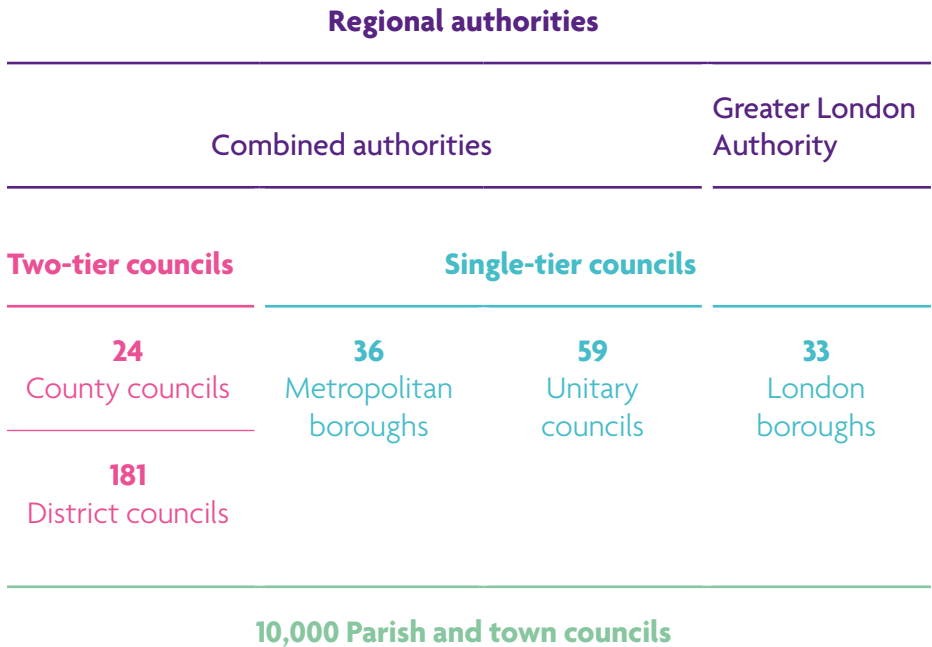 Regional authorities
Combined authorities
Greater London
Authority
Two-tier councils
Single-tier councils
24
County councils
181
District councils
36
Metropolitan
boroughs
59
Unitary
councils
33
London
boroughs
10,000 Parish and town councils